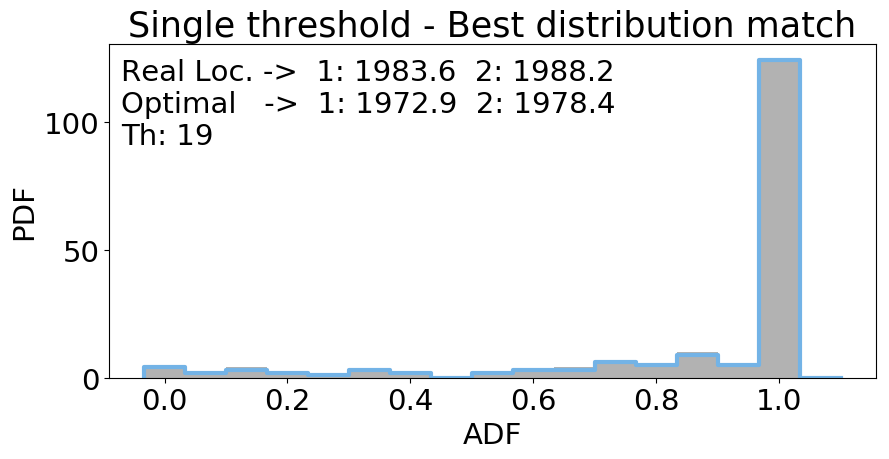 Single threshold - Best distribution match
Real Loc. ->  1: 1983.6  2: 1988.2
Optimal   ->  1: 1972.9  2: 1978.4
Th: 19
PDF
100
50
0
0.0 0.2 0.4 0.6 0.8 1.0
ADF